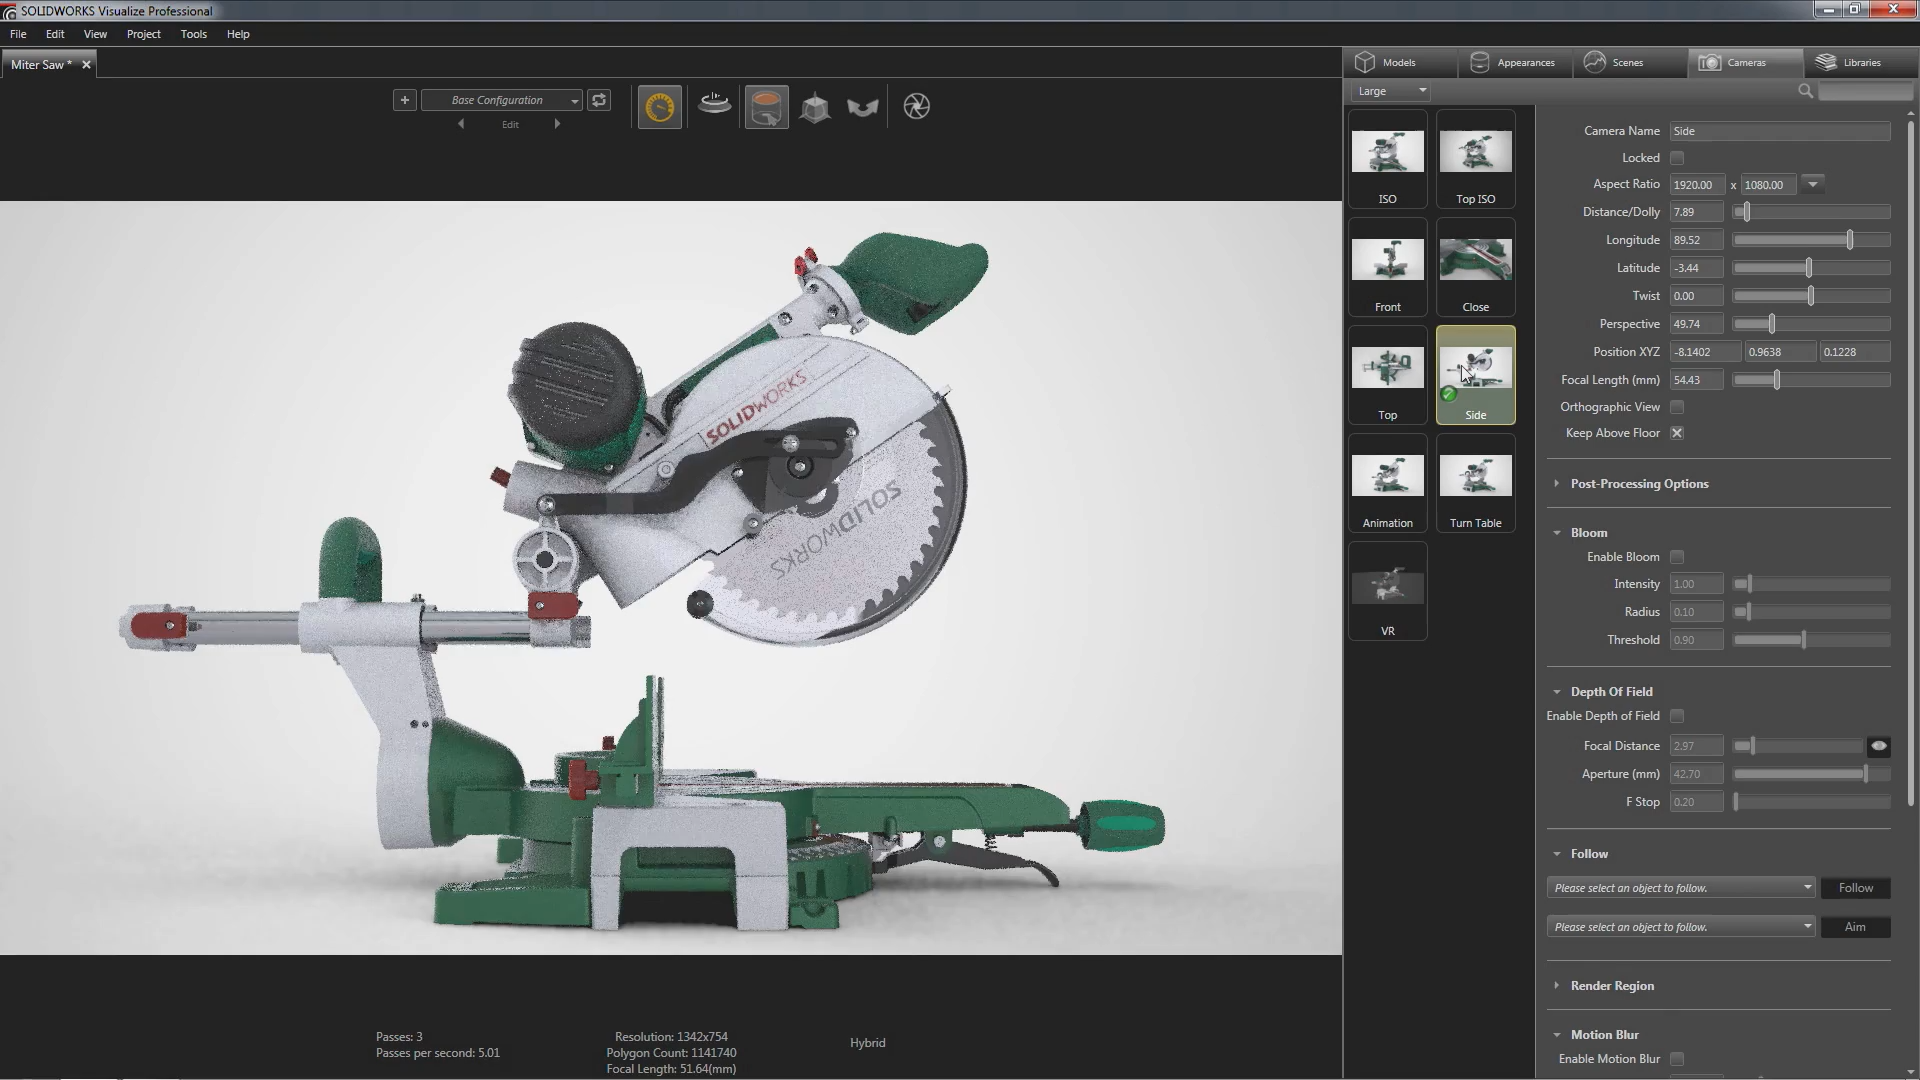 SOLIDWORKS Visualize Professional
File Edit View Project Tools Help
Miter Saw *
Base Configuration
Edit
Models Appearances Scenes Cameras Libraries
Large
ISO Top ISO
Front Close
Top Side
Animation Turn Table
VR
Camera Name Side
Locked
Aspect Ratio 1920.00 x 1080.00
Distance/Dolly 7.89
Longitude 89.52
Latitude -3.44
Twist 0.00
Perspective 49.74
Position XYZ -8.1402 0.9638 0.1228
Focal Length (mm) 54.43
Orthographic View
Keep Above Floor
Post-Processing Options
Bloom
Enable Bloom
Intensity 1.00
Radius 0.10
Threshold 0.90
Depth Of Field
Enable Depth of Field
Focal Distance 2.97
Aperture (mm) 42.70
F Stop 0.20
Follow
Please select an object to follow. Follow
Please select an object to follow. Aim
Render Region
Motion Blur
Enable Motion Blur
SOLIDWORKS
SOLIDWORKS
Passes: 3
Passes per second: 5.01
Resolution: 1342x754
Polygon Count: 1141740
Focal Length: 51.64(mm)
Hybrid